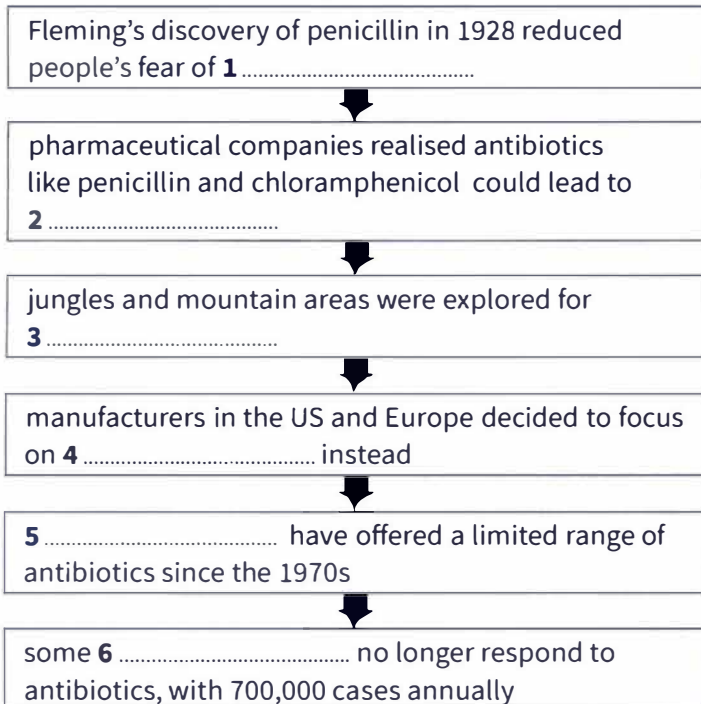 Fleming's discovery of penicillin in 1928 reduced
people's fear of 1 ............................................
pharmaceutical companies realised antibiotics
like penicillin and chloramphenicol could lead to
2 ............................................
jungles and mountain areas were explored for
3 ............................................
manufacturers in the US and Europe decided to focus
on 4 ............................................ instead
5 ............................................ have offered a limited range of
antibiotics since the 1970s
some 6 ............................................ no longer respond to
antibiotics, with 700,000 cases annually